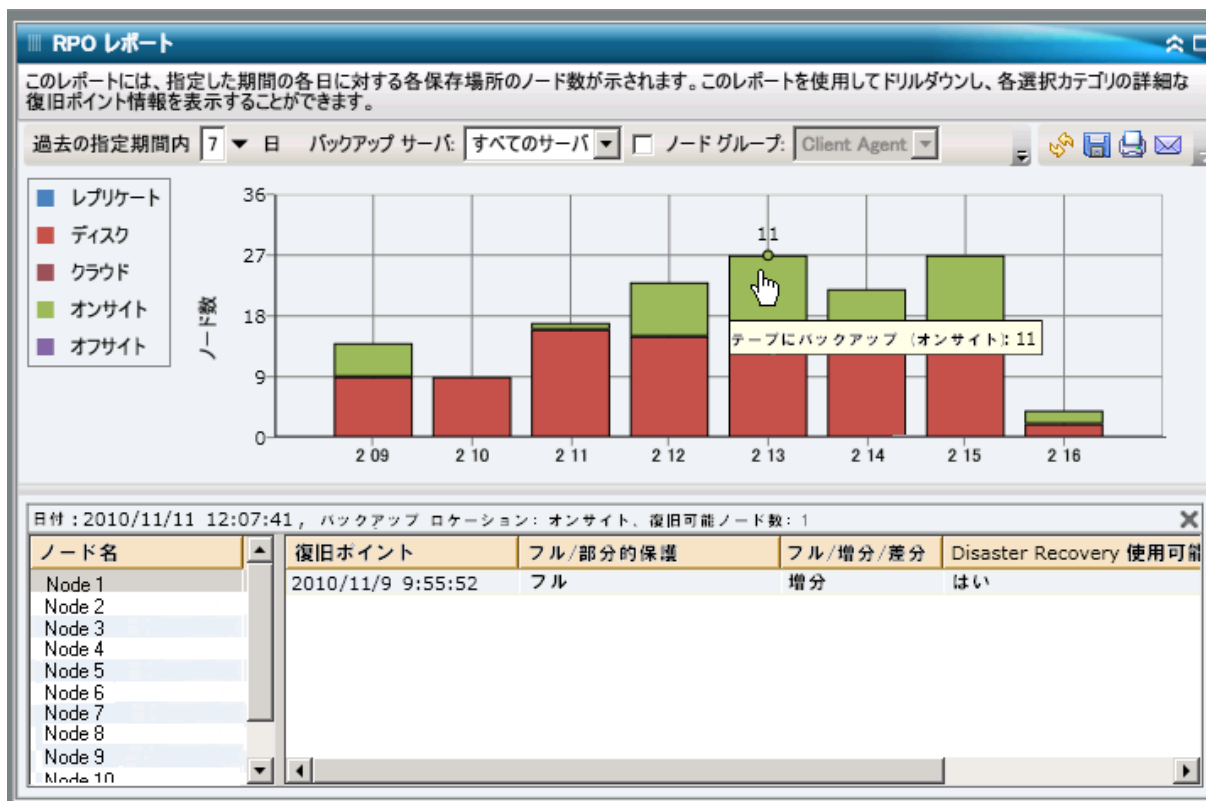 RPO レポート
このレポートには、指定した期間の各日に対する各保存場所のノード数が示されます。このレポートを使用してドリルダウンし、各選択カテゴリの詳細な
復旧ポイント情報を表示することができます。
過去の指定期間内 7 日 バックアップ サーバ: すべてのサーバ ノード グループ: Client Agent
レプリケート
ディスク
クラウド
オンサイト
オフサイト
ノード数
36
27
18
9
0
11
テープにバックアップ (オンサイト): 11
2 09 2 10 2 11 2 12 2 13 2 14 2 15 2 16
日付 : 2010/11/11 12:07:41 , バックアップ ロケーション: オンサイト、復旧可能ノード数: 1
ノード名 復旧ポイント フル/部分的保護 フル/増分/差分 Disaster Recovery 使用可能
Node 1 2010/11/9 9:55:52 フル 増分 はい
Node 2
Node 3
Node 4
Node 5
Node 6
Node 7
Node 8
Node 9
Node 10